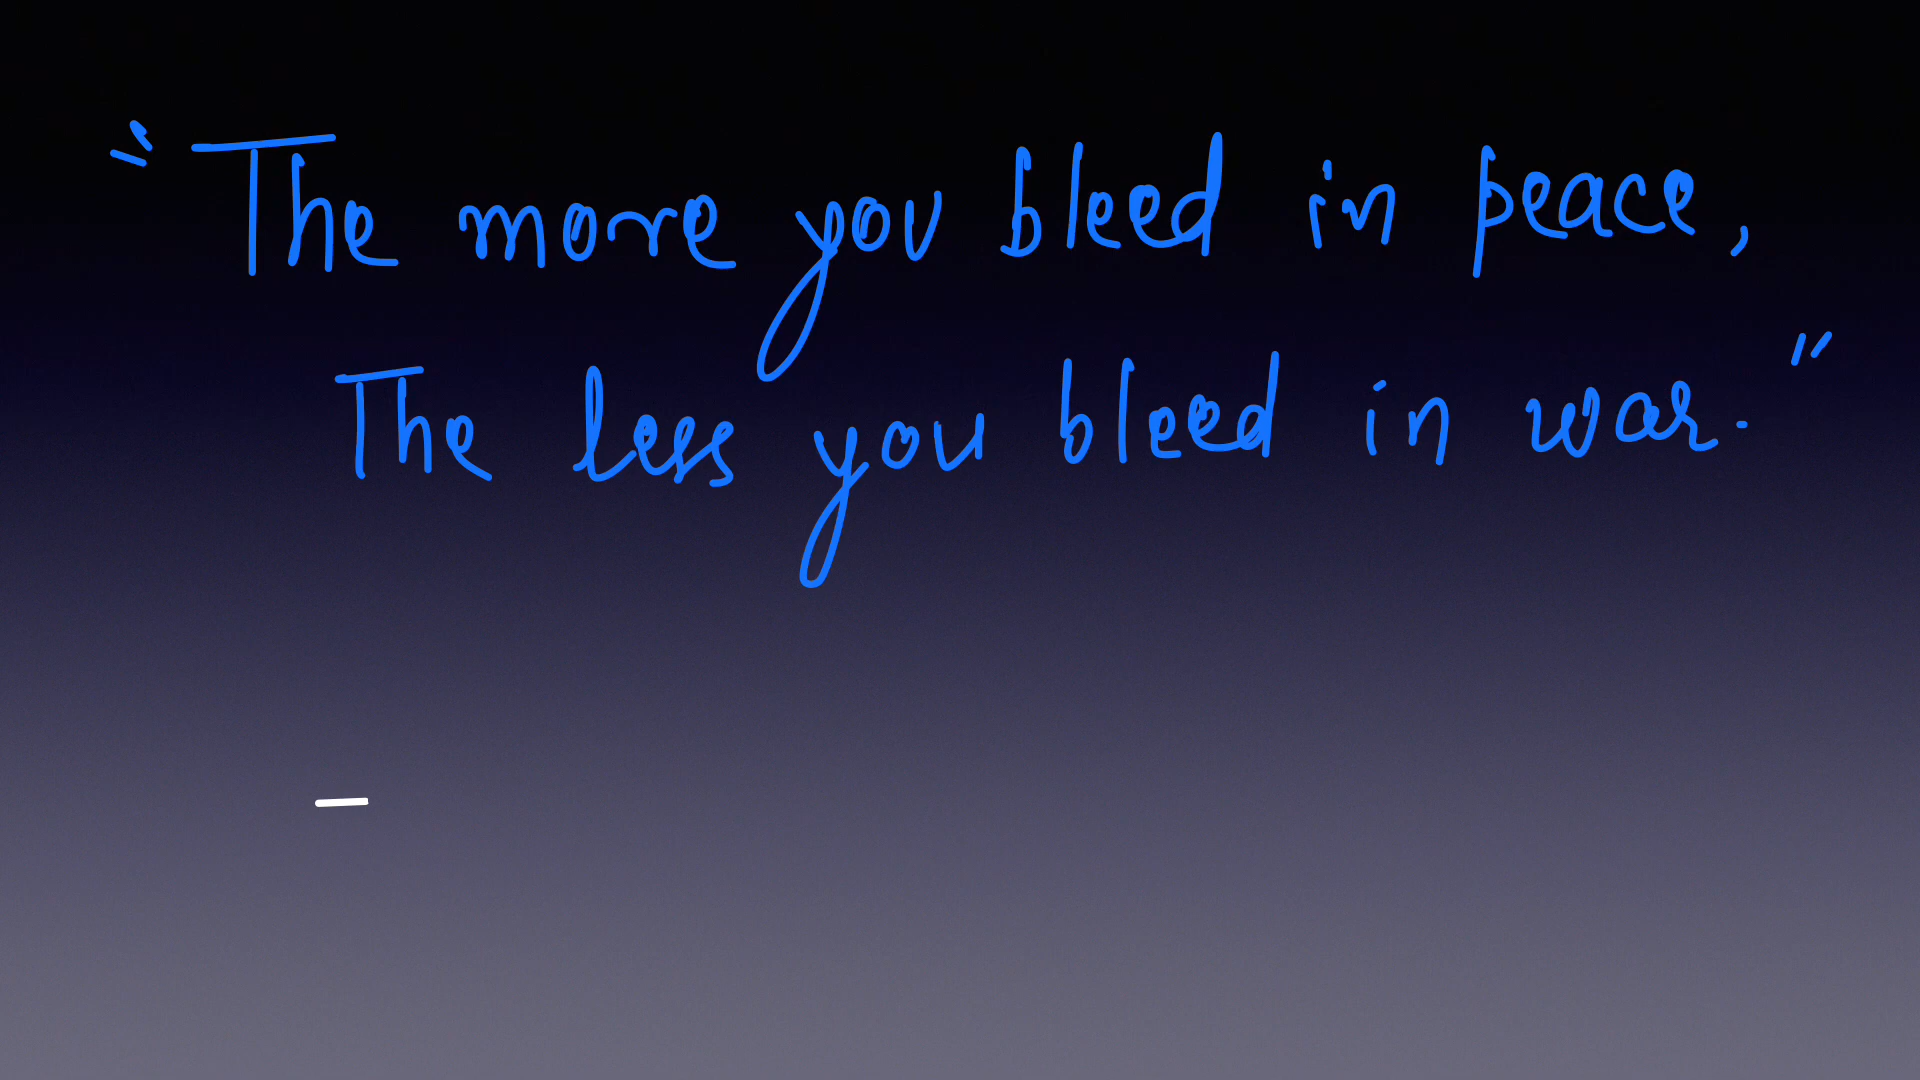 "The more you bleed in peace,
The less you bleed in war."
-